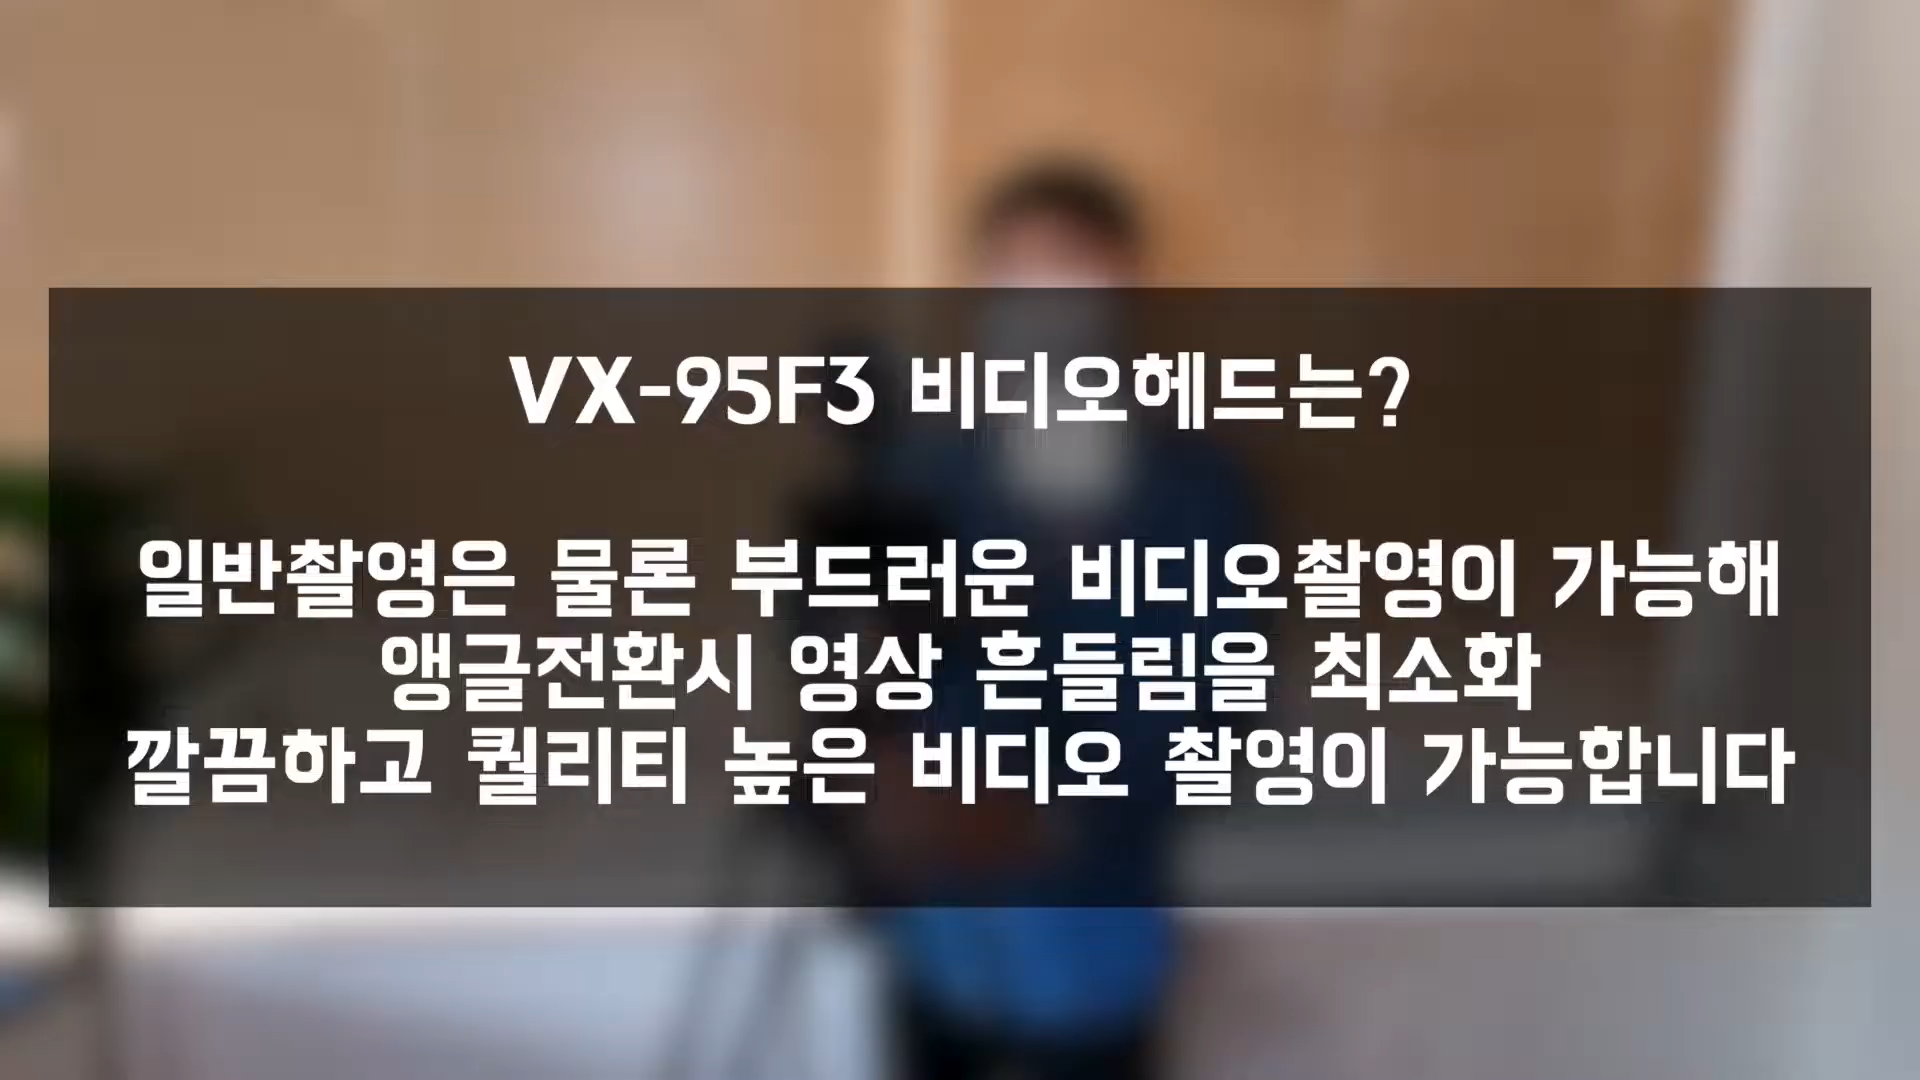 VX-95F3 비디오헤드는?
일반촬영은 물론 부드러운 비디오촬영이 가능해
앵글전환시 영상 흔들림을 최소화
깔끔하고 퀄리티 높은 비디오 촬영이 가능합니다